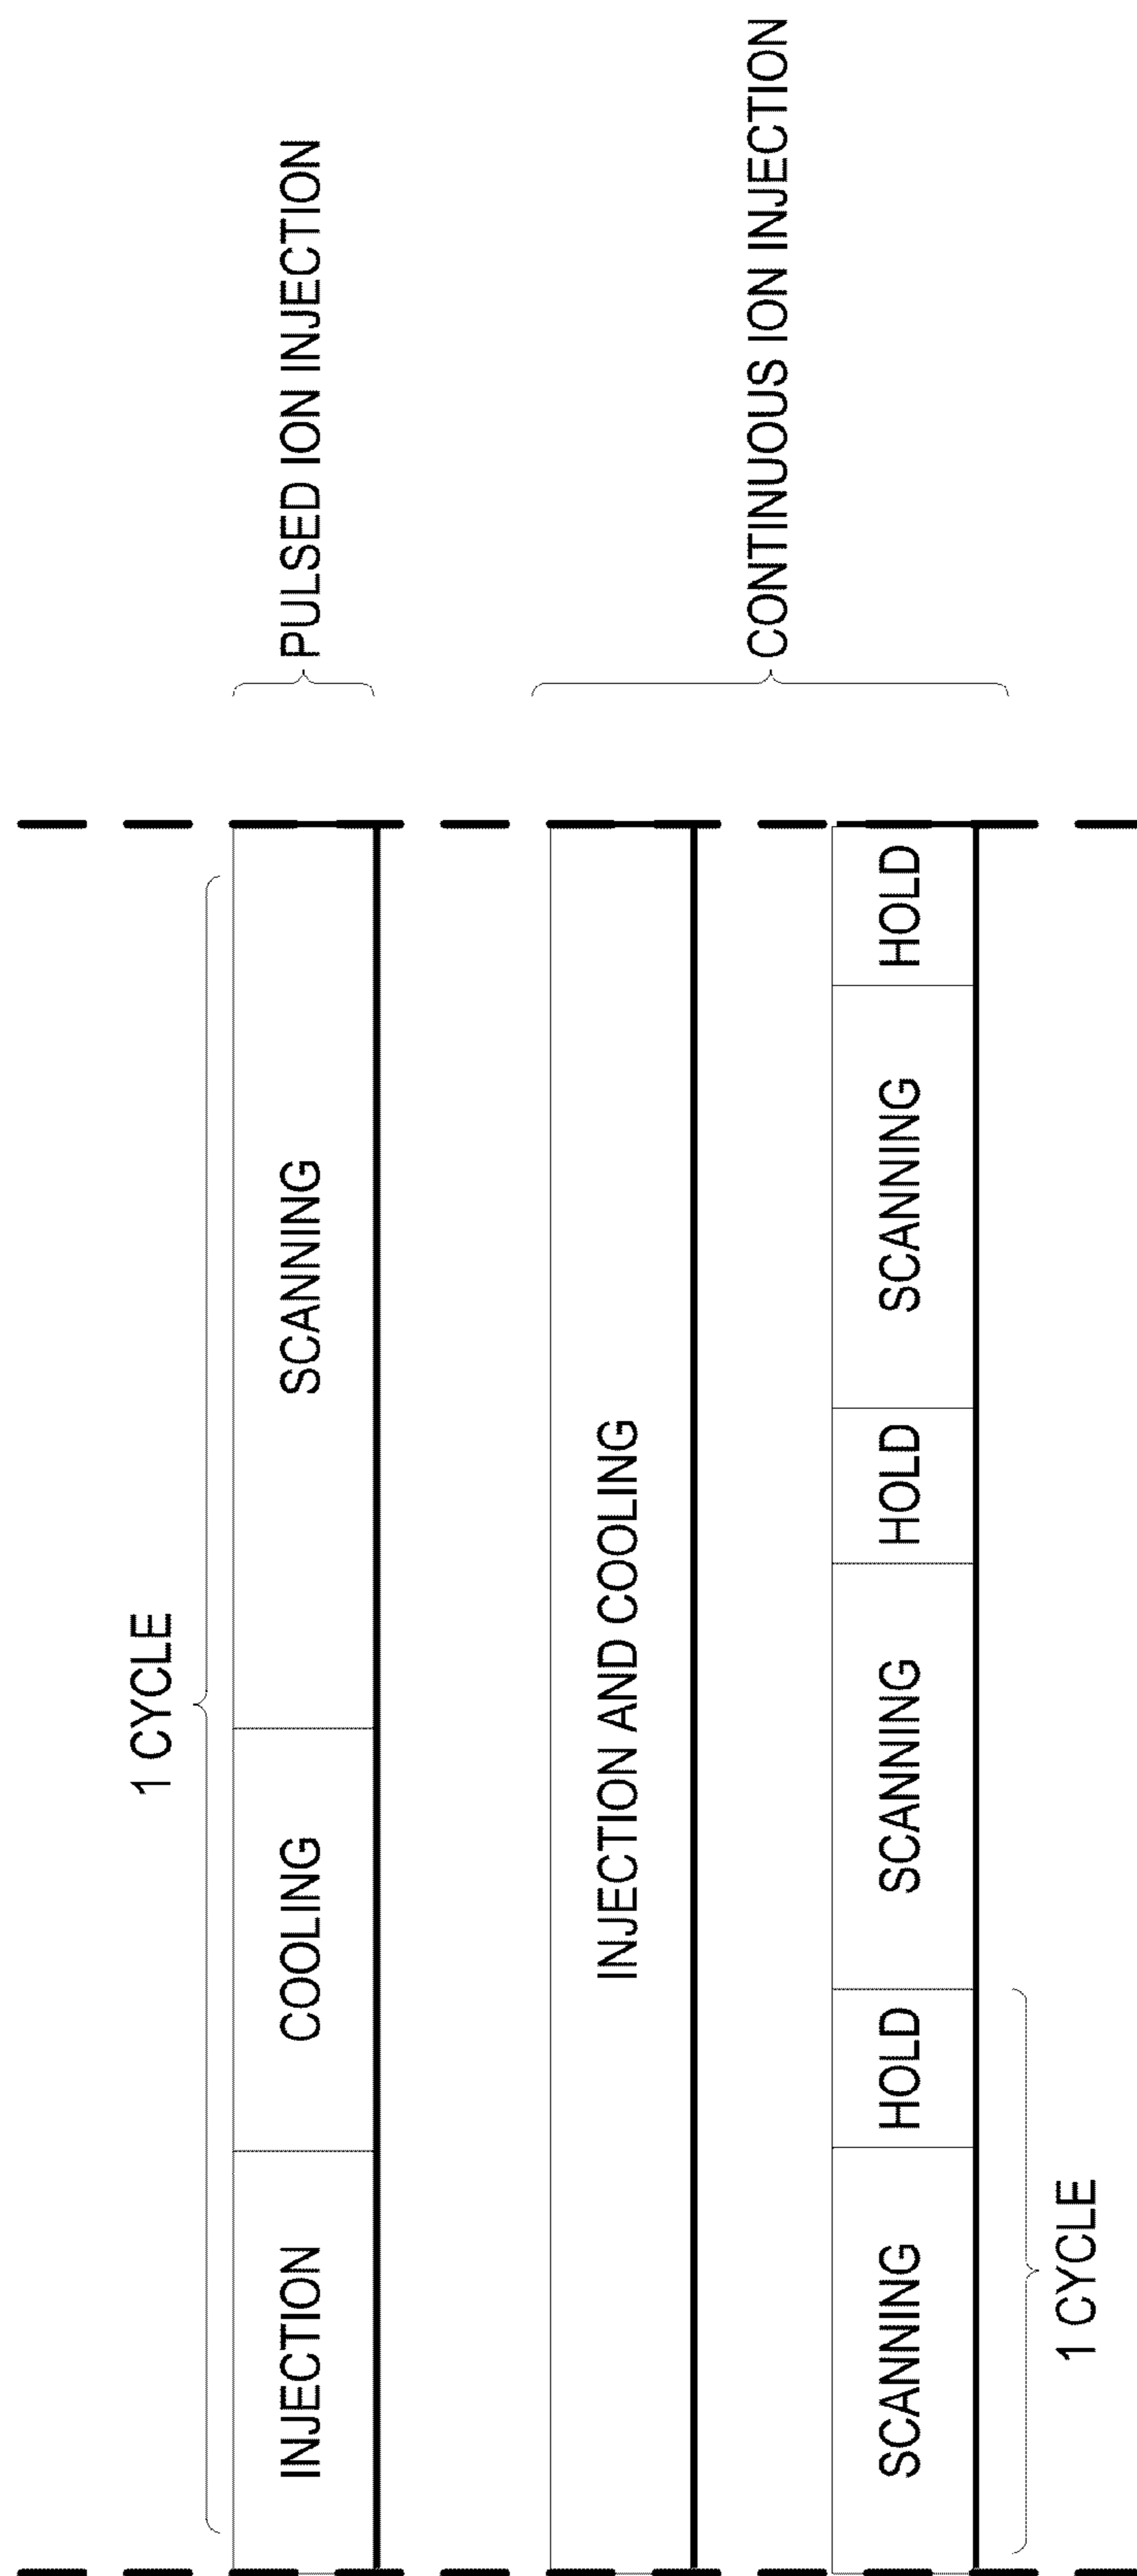 1 CYCLE
INJECTION
COOLING
SCANNING
PULSED ION INJECTION
INJECTION AND COOLING
CONTINUOUS ION INJECTION
SCANNING
HOLD
SCANNING
HOLD
SCANNING
HOLD
1 CYCLE